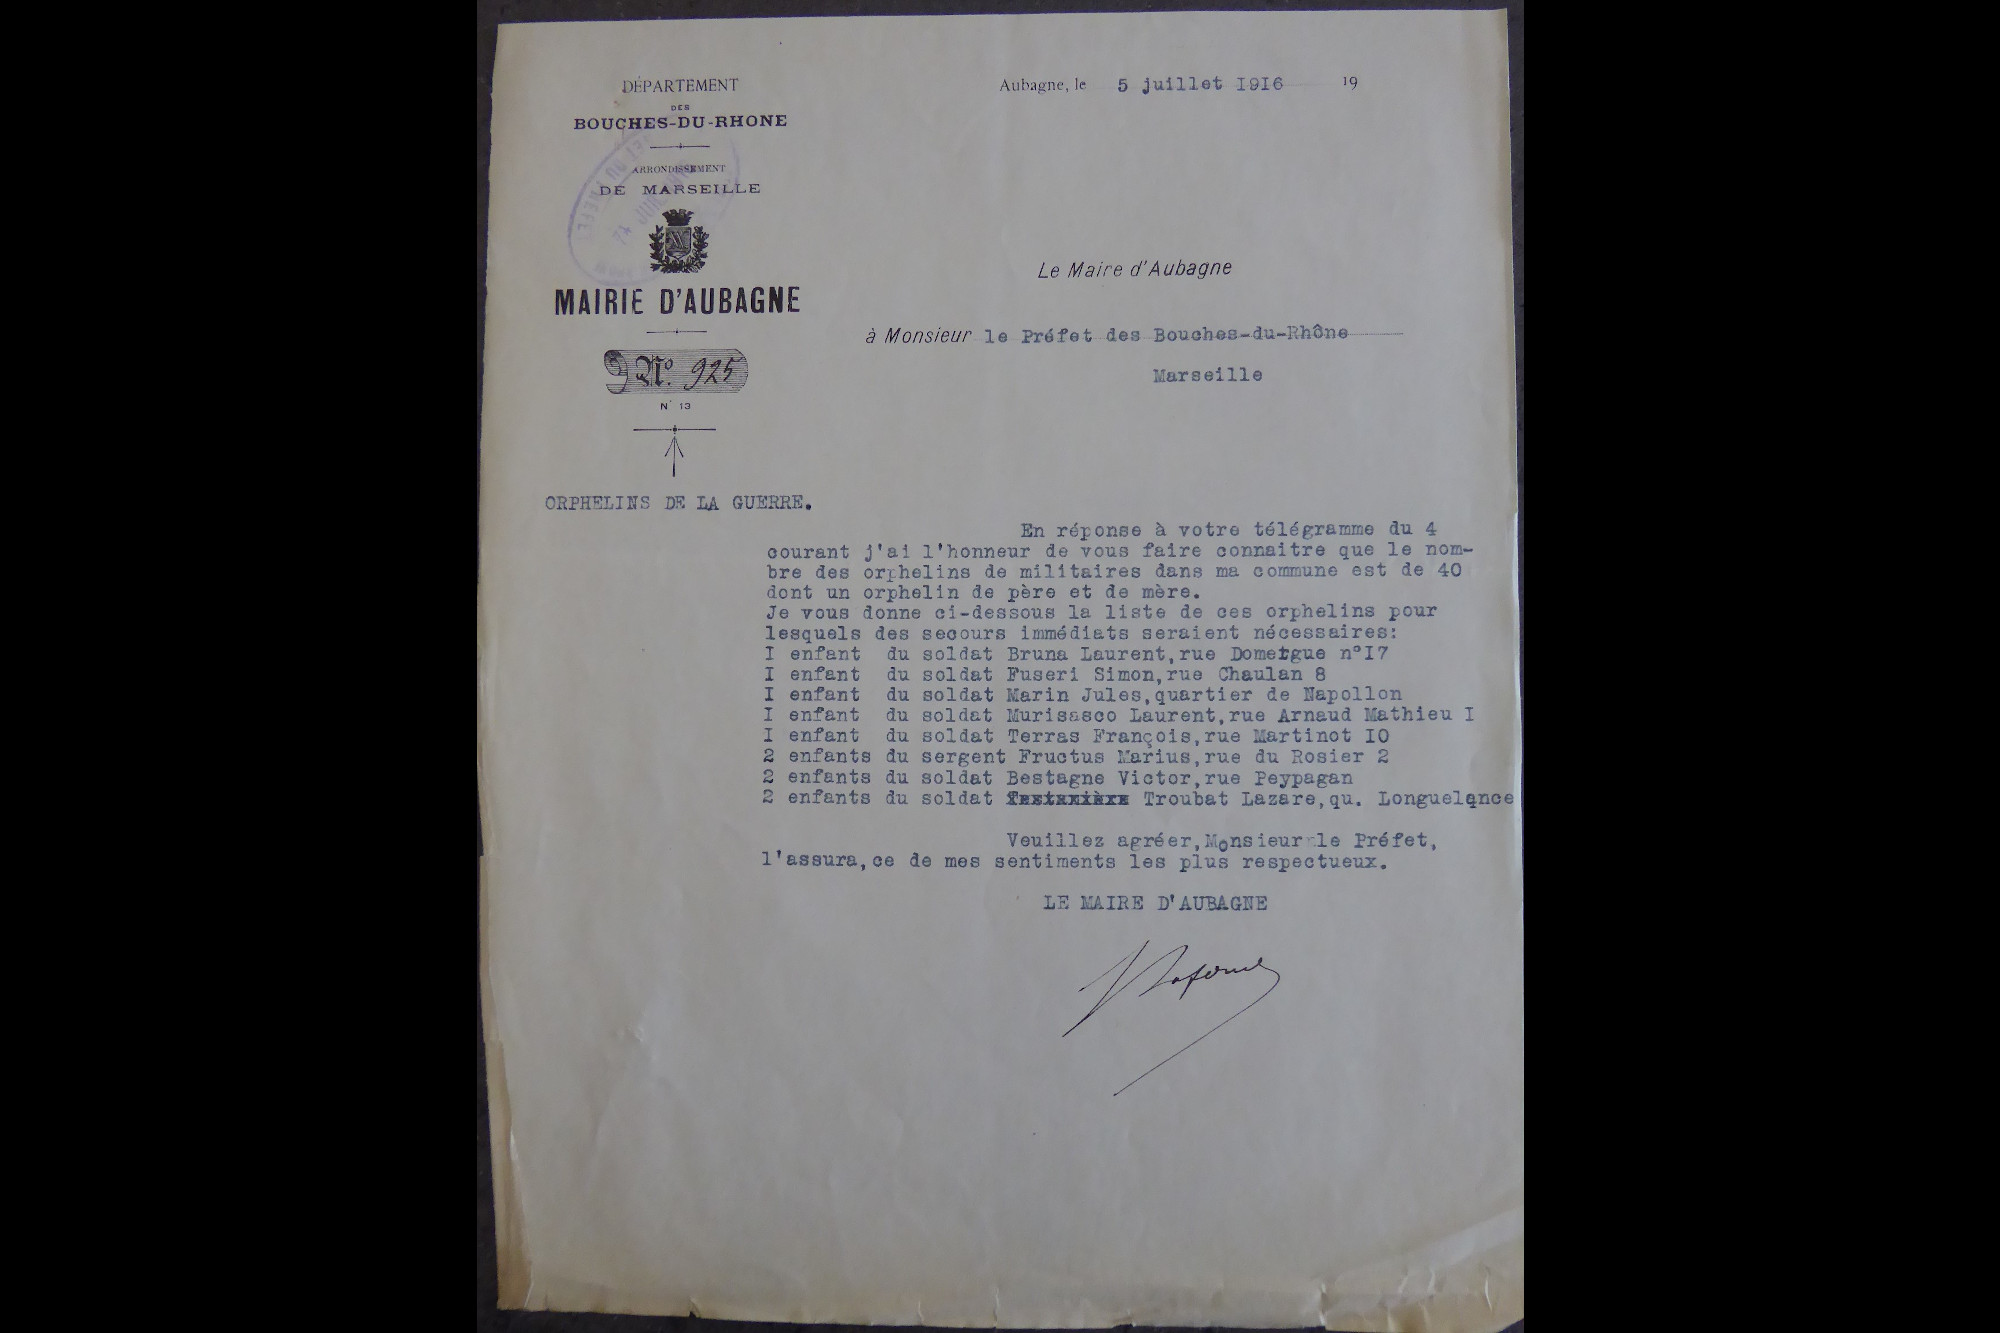 DÉPARTEMENT
DES
BOUCHES-DU-RHONE
ARRONDISSEMENT
DE MARSEILLE
MAIRIE D'AUBAGNE
N° 925
N° 13
Aubagne, le 5 juillet I9I6 19
Le Maire d'Aubagne
à Monsieur le Préfet des Bouches-du-Rhône
Marseille
ORPHELINS DE LA GUERRE.
En réponse à votre télégramme du 4
courant j'ai l'honneur de vous faire connaitre que le nom-
bre des orphelins de militaires dans ma commune est de 40
dont un orphelin de père et de mère.
Je vous donne ci-dessous la liste de ces orphelins pour
lesquels des secours immédiats seraient nécessaires:
I enfant du soldat Bruna Laurent,rue Domergue n°I7
I enfant du soldat Fuseri Simon,rue Chaulan 8
I enfant du soldat Marin Jules,quartier de Napollon
I enfant du soldat Murisasco Laurent,rue Arnaud Mathieu I
I enfant du soldat Terras François,rue Martinot IO
2 enfants du sergent Fructus Marius,rue du Rosier 2
2 enfants du soldat Bestagne Victor,rue Peypagan
2 enfants du soldat Troubat Lazare,qu. Longuelance
Veuillez agréer,Monsieur le Préfet,
l'assura,ce de mes sentiments les plus respectueux.
LE MAIRE D'AUBAGNE